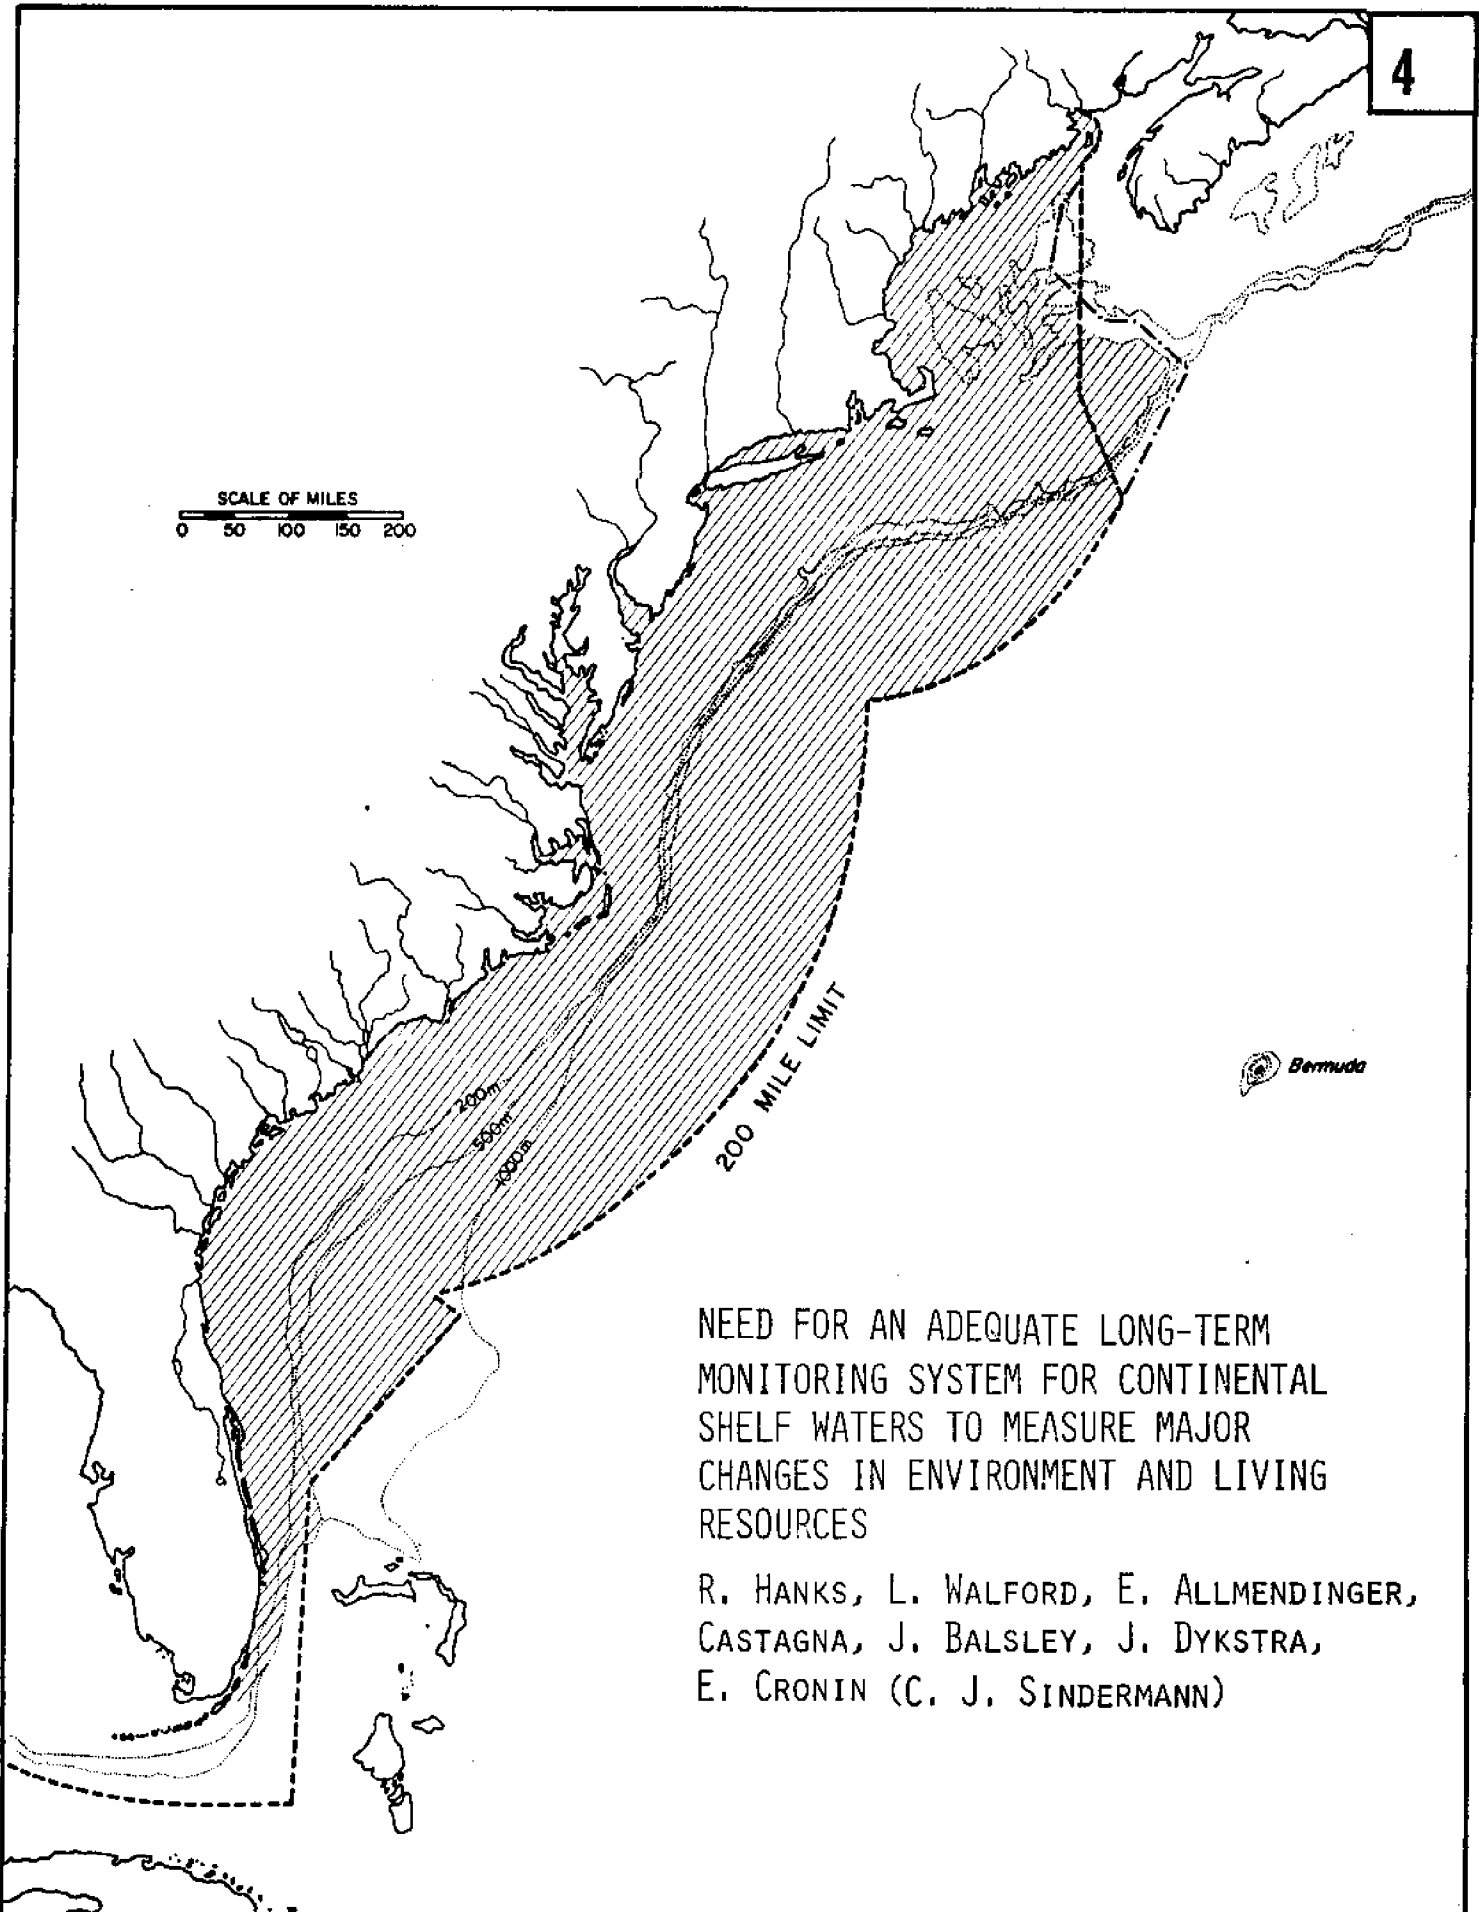 4
SCALE OF MILES
0 50 100 150 200
200 MILE LIMIT
Bermuda
200m
500m
1000m
NEED FOR AN ADEQUATE LONG-TERM
MONITORING SYSTEM FOR CONTINENTAL
SHELF WATERS TO MEASURE MAJOR
CHANGES IN ENVIRONMENT AND LIVING
RESOURCES
R. HANKS, L. WALFORD, E. ALLMENDINGER,
CASTAGNA, J. BALSLEY, J. DYKSTRA,
E. CRONIN (C. J. SINDERMANN)